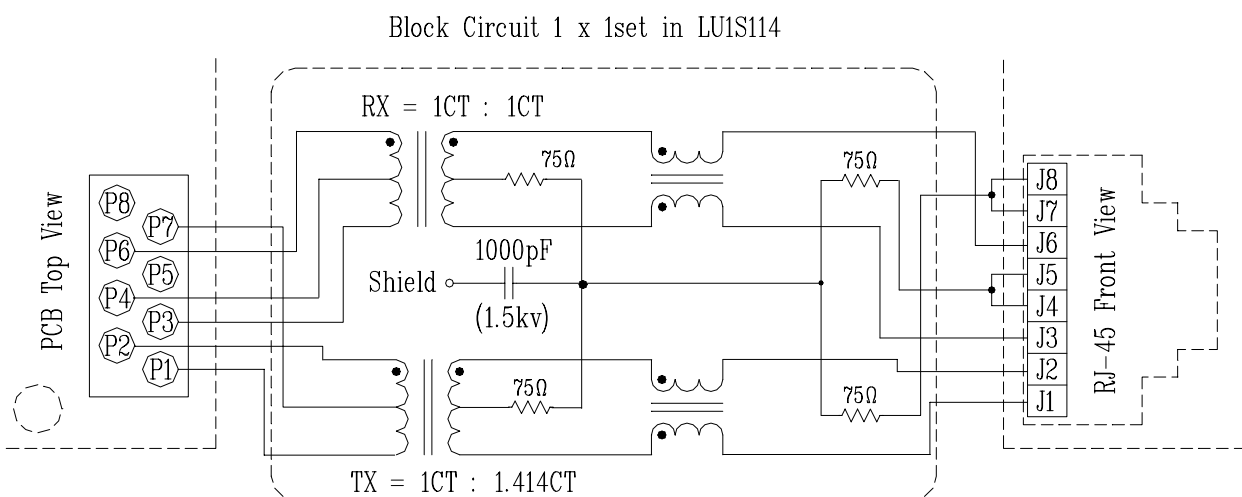 Block Circuit 1 x 1set in LU1S114
RX = 1CT : 1CT
75Ω
75Ω
P8
P7
P6
P5
P4
P3
P2
P1
PCB Top View
1000pF
Shield
(1.5kv)
J8
J7
J6
J5
J4
J3
J2
J1
RJ-45 Front View
75Ω
75Ω
TX = 1CT : 1.414CT